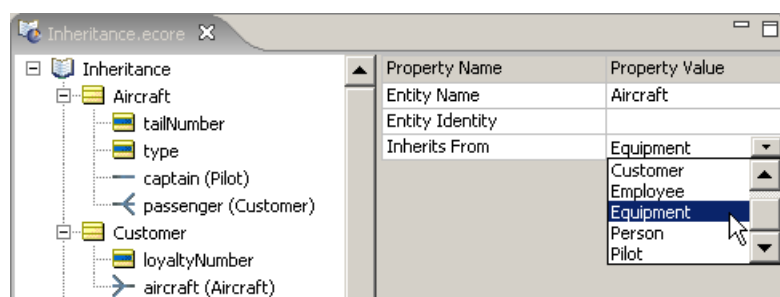 Inheritance.ecore
Inheritance
Aircraft
tailNumber
type
captain (Pilot)
passenger (Customer)
Customer
loyaltyNumber
aircraft (Aircraft)
Property Name Property Value
Entity Name Aircraft
Entity Identity
Inherits From Equipment
Customer
Employee
Equipment
Person
Pilot